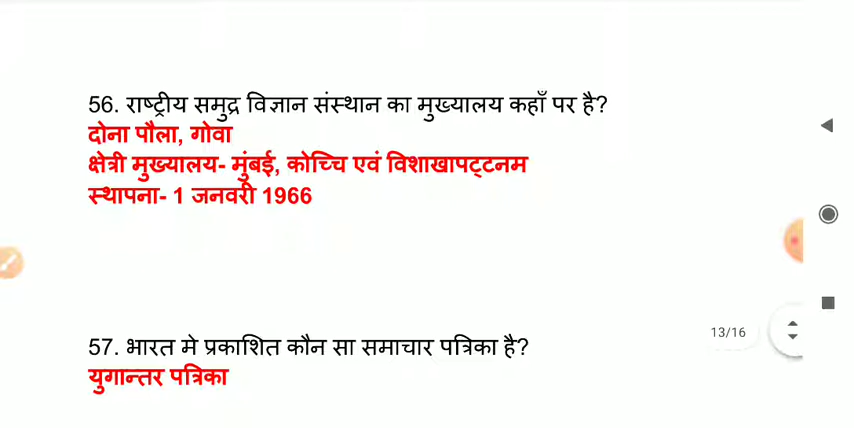 56. राष्ट्रीय समुद्र विज्ञान संस्थान का मुख्यालय कहाँ पर है?
दोना पौला, गोवा
क्षेत्री मुख्यालय- मुंबई, कोच्चि एवं विशाखापट्टनम
स्थापना- 1 जनवरी 1966
13/16
57. भारत मे प्रकाशित कौन सा समाचार पत्रिका है?
युगान्तर पत्रिका